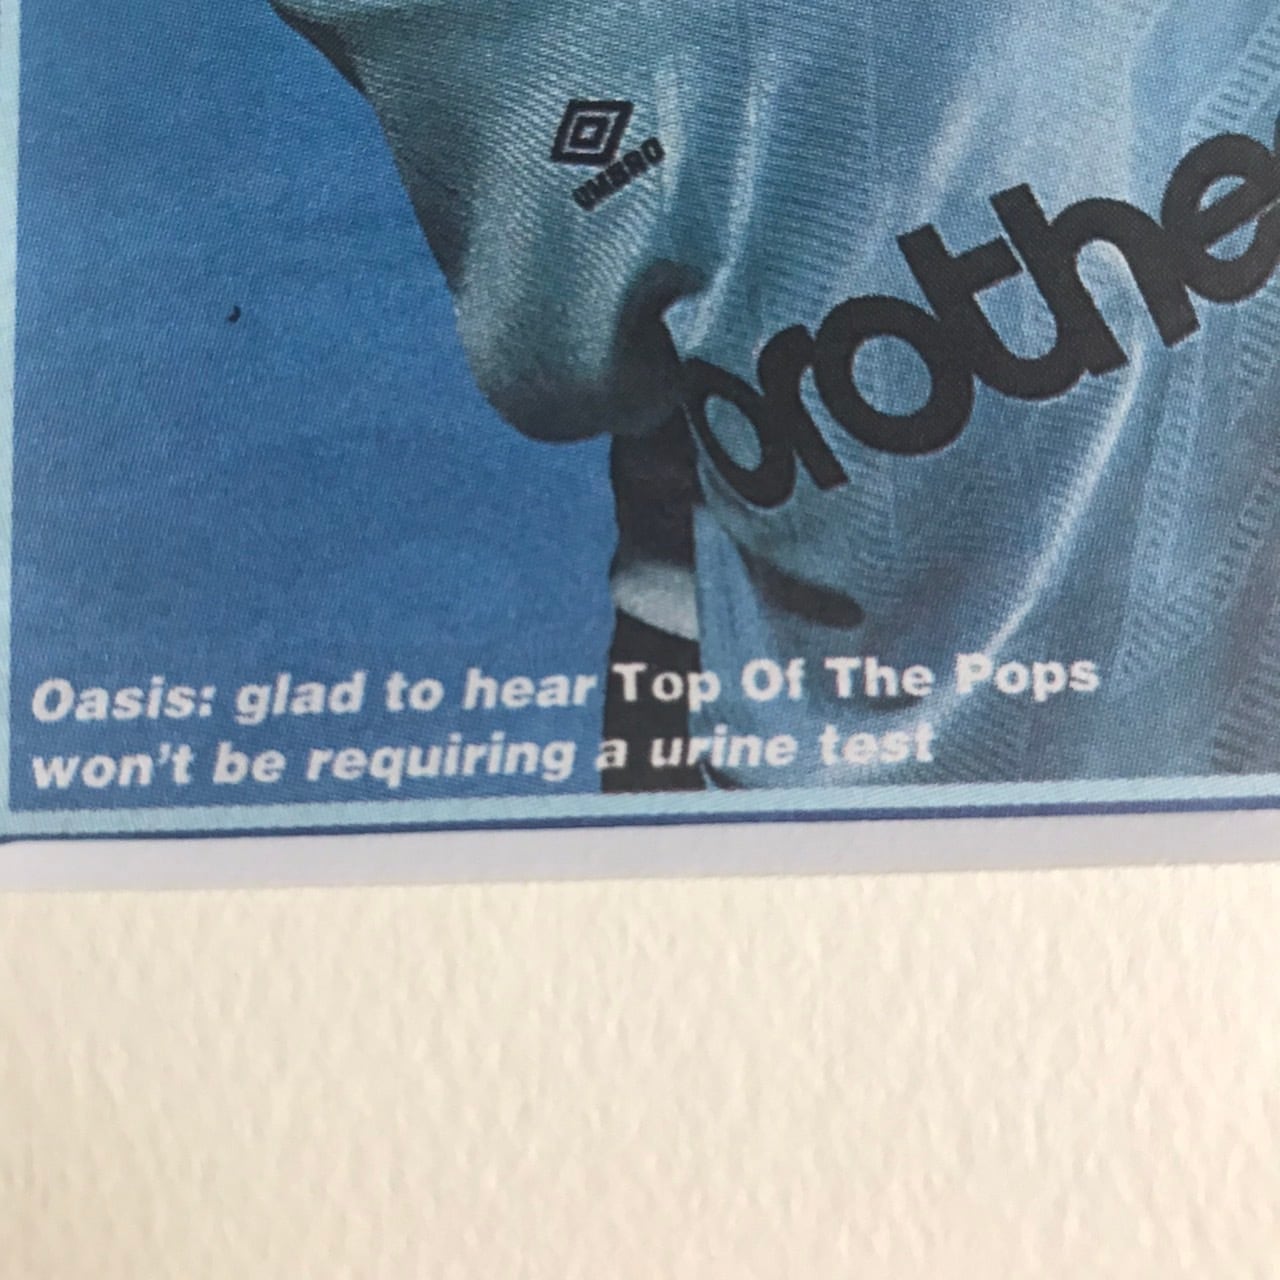 UMBRO
brothe
Oasis: glad to hear Top Of The Pops
won't be requiring a urine test